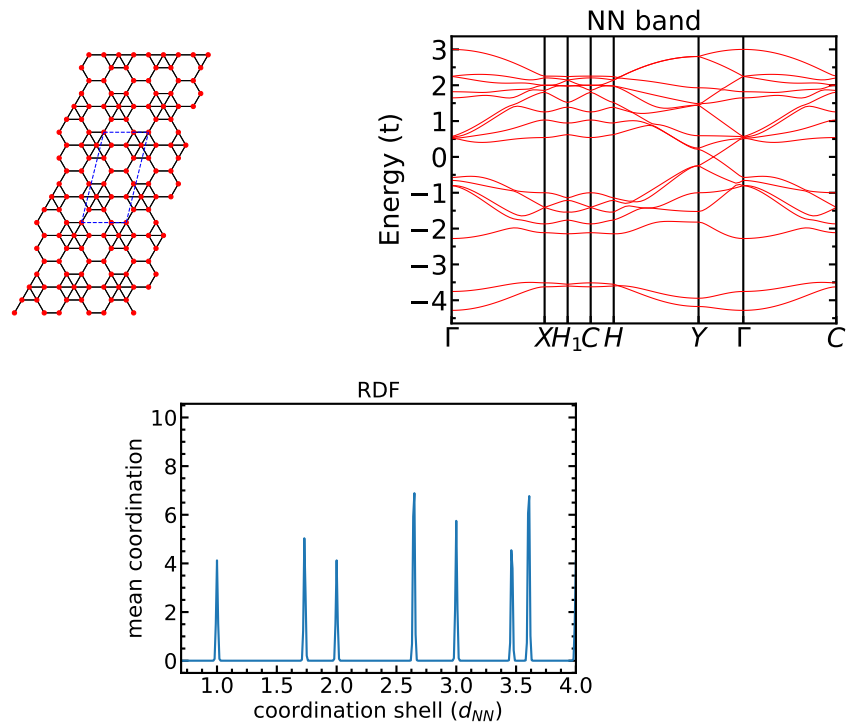 NN band
Energy (t)
3
2
1
0
−1
−2
−3
−4
Γ X H₁ C H Y Γ C
RDF
mean coordination
10
8
6
4
2
0
1.0 1.5 2.0 2.5 3.0 3.5 4.0
coordination shell (d_NN)